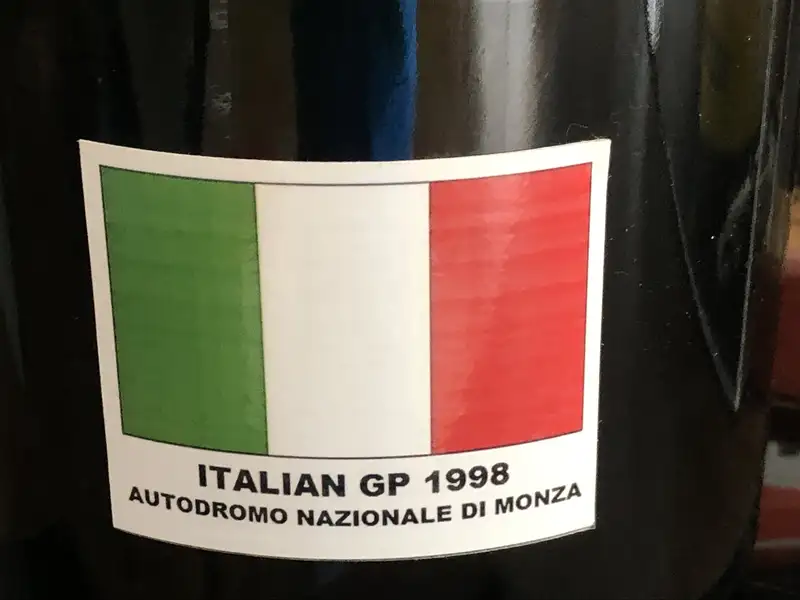 ITALIAN GP 1998
AUTODROMO NAZIONALE DI MONZA